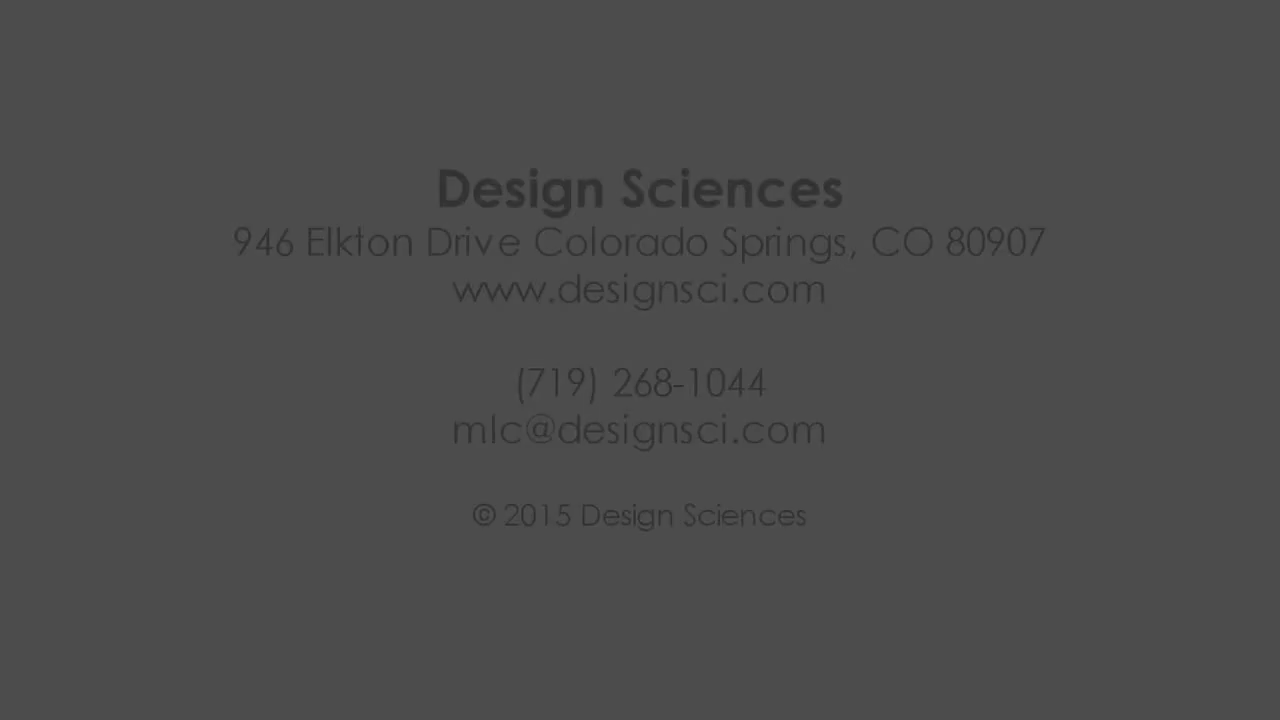 Design Sciences
946 Elkton Drive Colorado Springs, CO 80907
www.designsci.com
(719) 268-1044
mlc@designsci.com
© 2015 Design Sciences